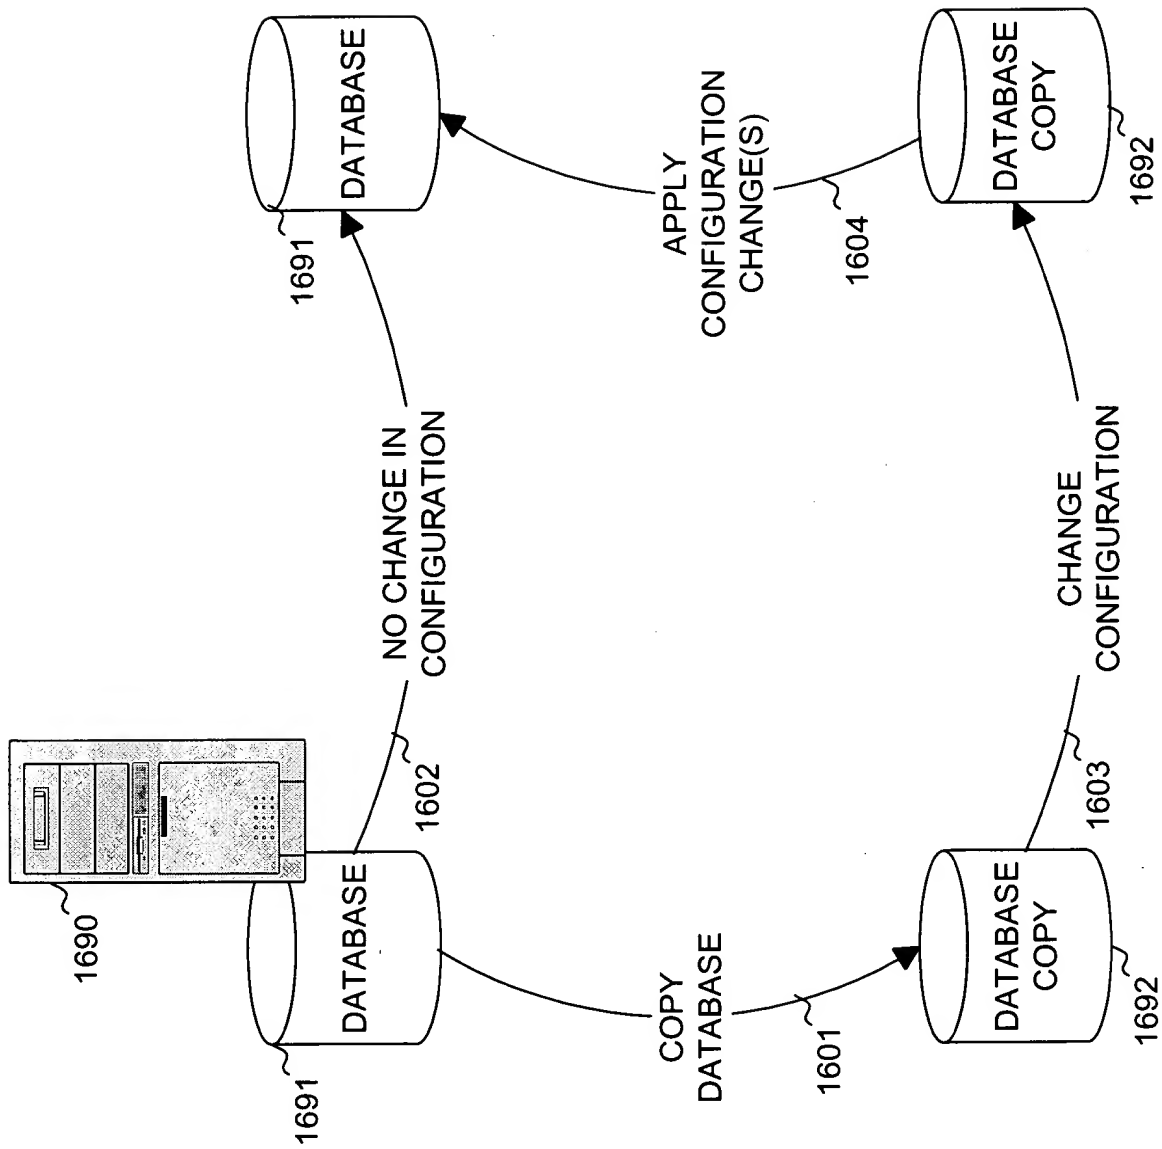 1690
1691
DATABASE
1602
NO CHANGE IN
CONFIGURATION
1691
DATABASE
COPY
DATABASE
1601
APPLY
CONFIGURATION
CHANGE(S)
1604
DATABASE
COPY
1692
1603
CHANGE
CONFIGURATION
DATABASE
COPY
1692